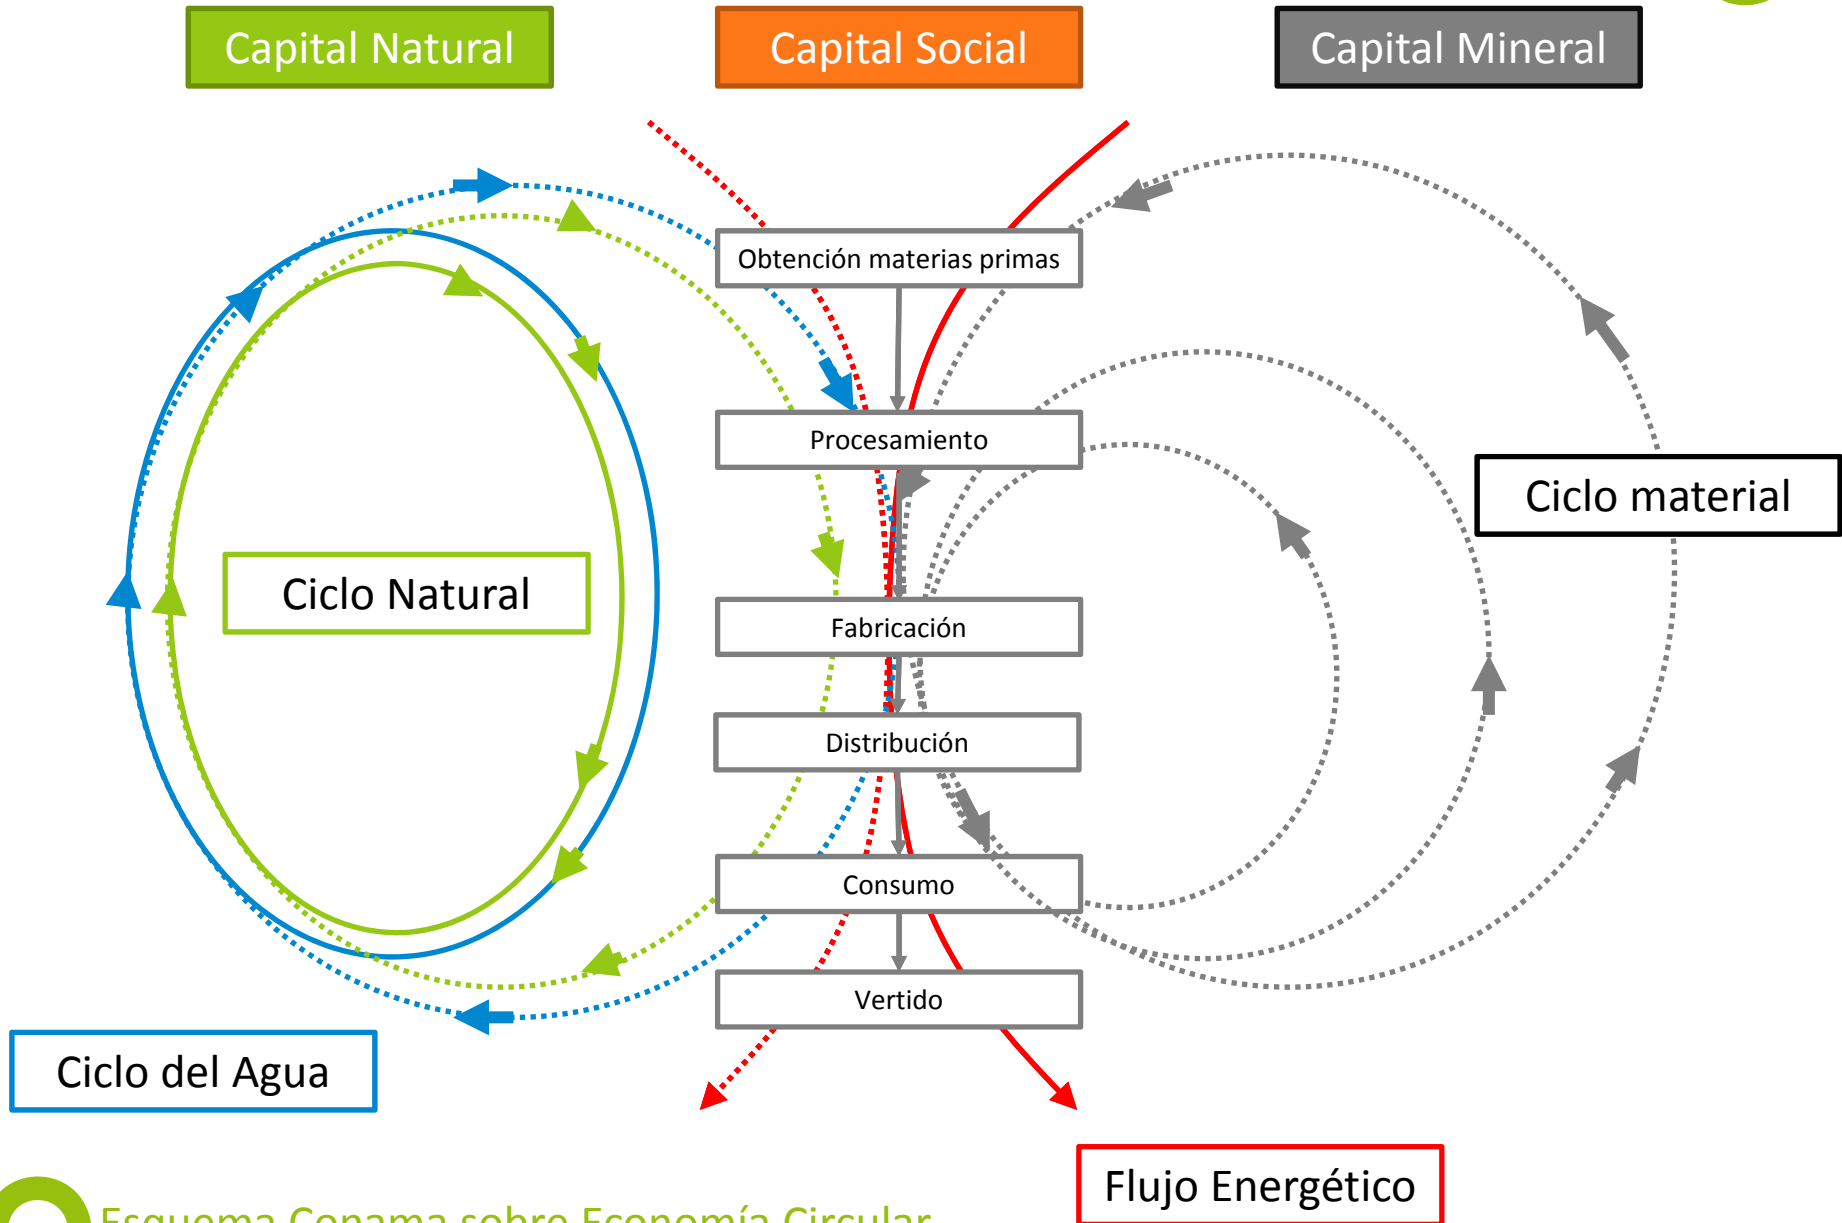 Capital Natural
Capital Social
Capital Mineral
Obtención materias primas
Procesamiento
Ciclo material
Ciclo Natural
Fabricación
Distribución
Consumo
Vertido
Ciclo del Agua
Flujo Energético
Esquema Conama sobre Economía Circular